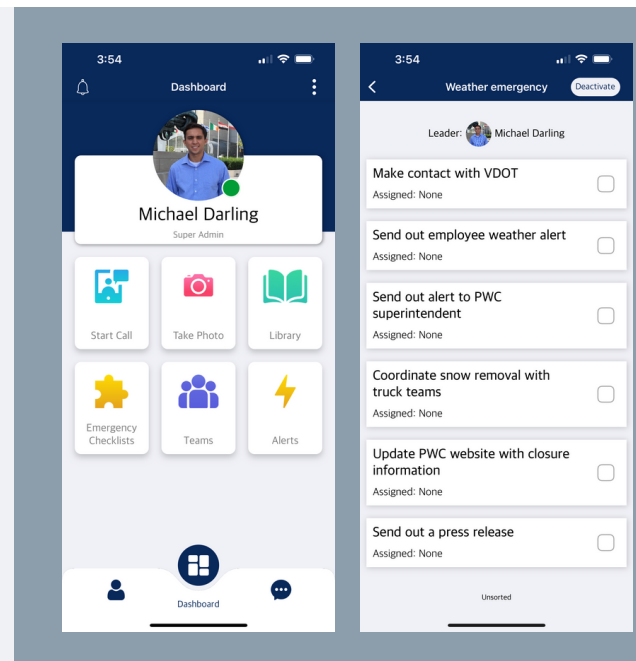 3:54
Dashboard
Michael Darling
Super Admin
Start Call
Take Photo
Library
Emergency
Checklists
Teams
Alerts
Dashboard
3:54
Weather emergency
Deactivate
Leader: Michael Darling
Make contact with VDOT
Assigned: None
Send out employee weather alert
Assigned: None
Send out alert to PWC
superintendent
Assigned: None
Coordinate snow removal with
truck teams
Assigned: None
Update PWC website with closure
information
Assigned: None
Send out a press release
Assigned: None
Unsorted